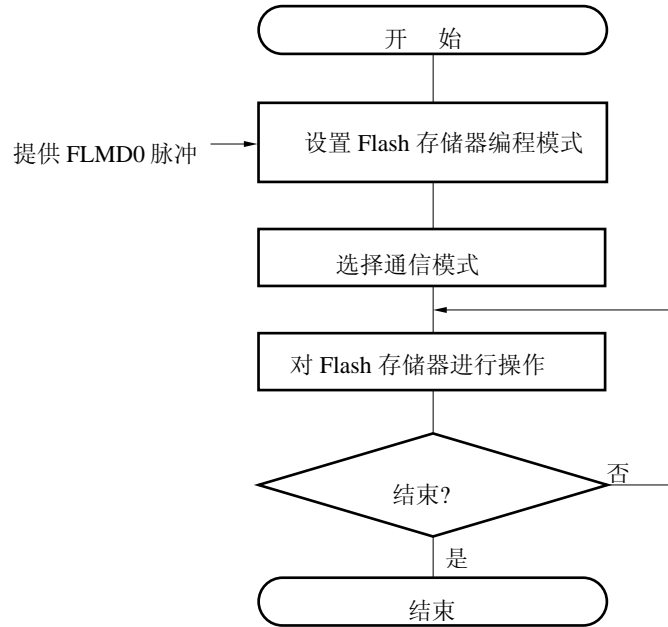 开 始
提供 FLMD0 脉冲
设置 Flash 存储器编程模式
选择通信模式
对 Flash 存储器进行操作
结束?
否
是
结束